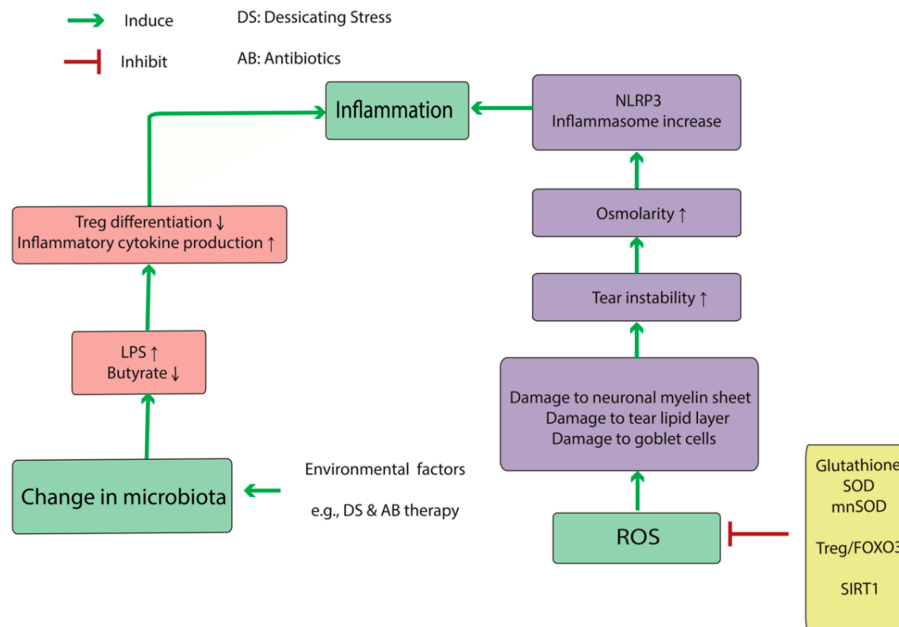 Induce
DS: Dessicating Stress
Inhibit
AB: Antibiotics
Inflammation
NLRP3
Inflammasome increase
Treg differentiation ↓
Inflammatory cytokine production ↑
Osmolarity ↑
Tear instability ↑
LPS ↑
Butyrate ↓
Damage to neuronal myelin sheet
Damage to tear lipid layer
Damage to goblet cells
Change in microbiota
Environmental factors
e.g., DS & AB therapy
ROS
Glutathione
SOD
mnSOD
Treg/FOXO3
SIRT1